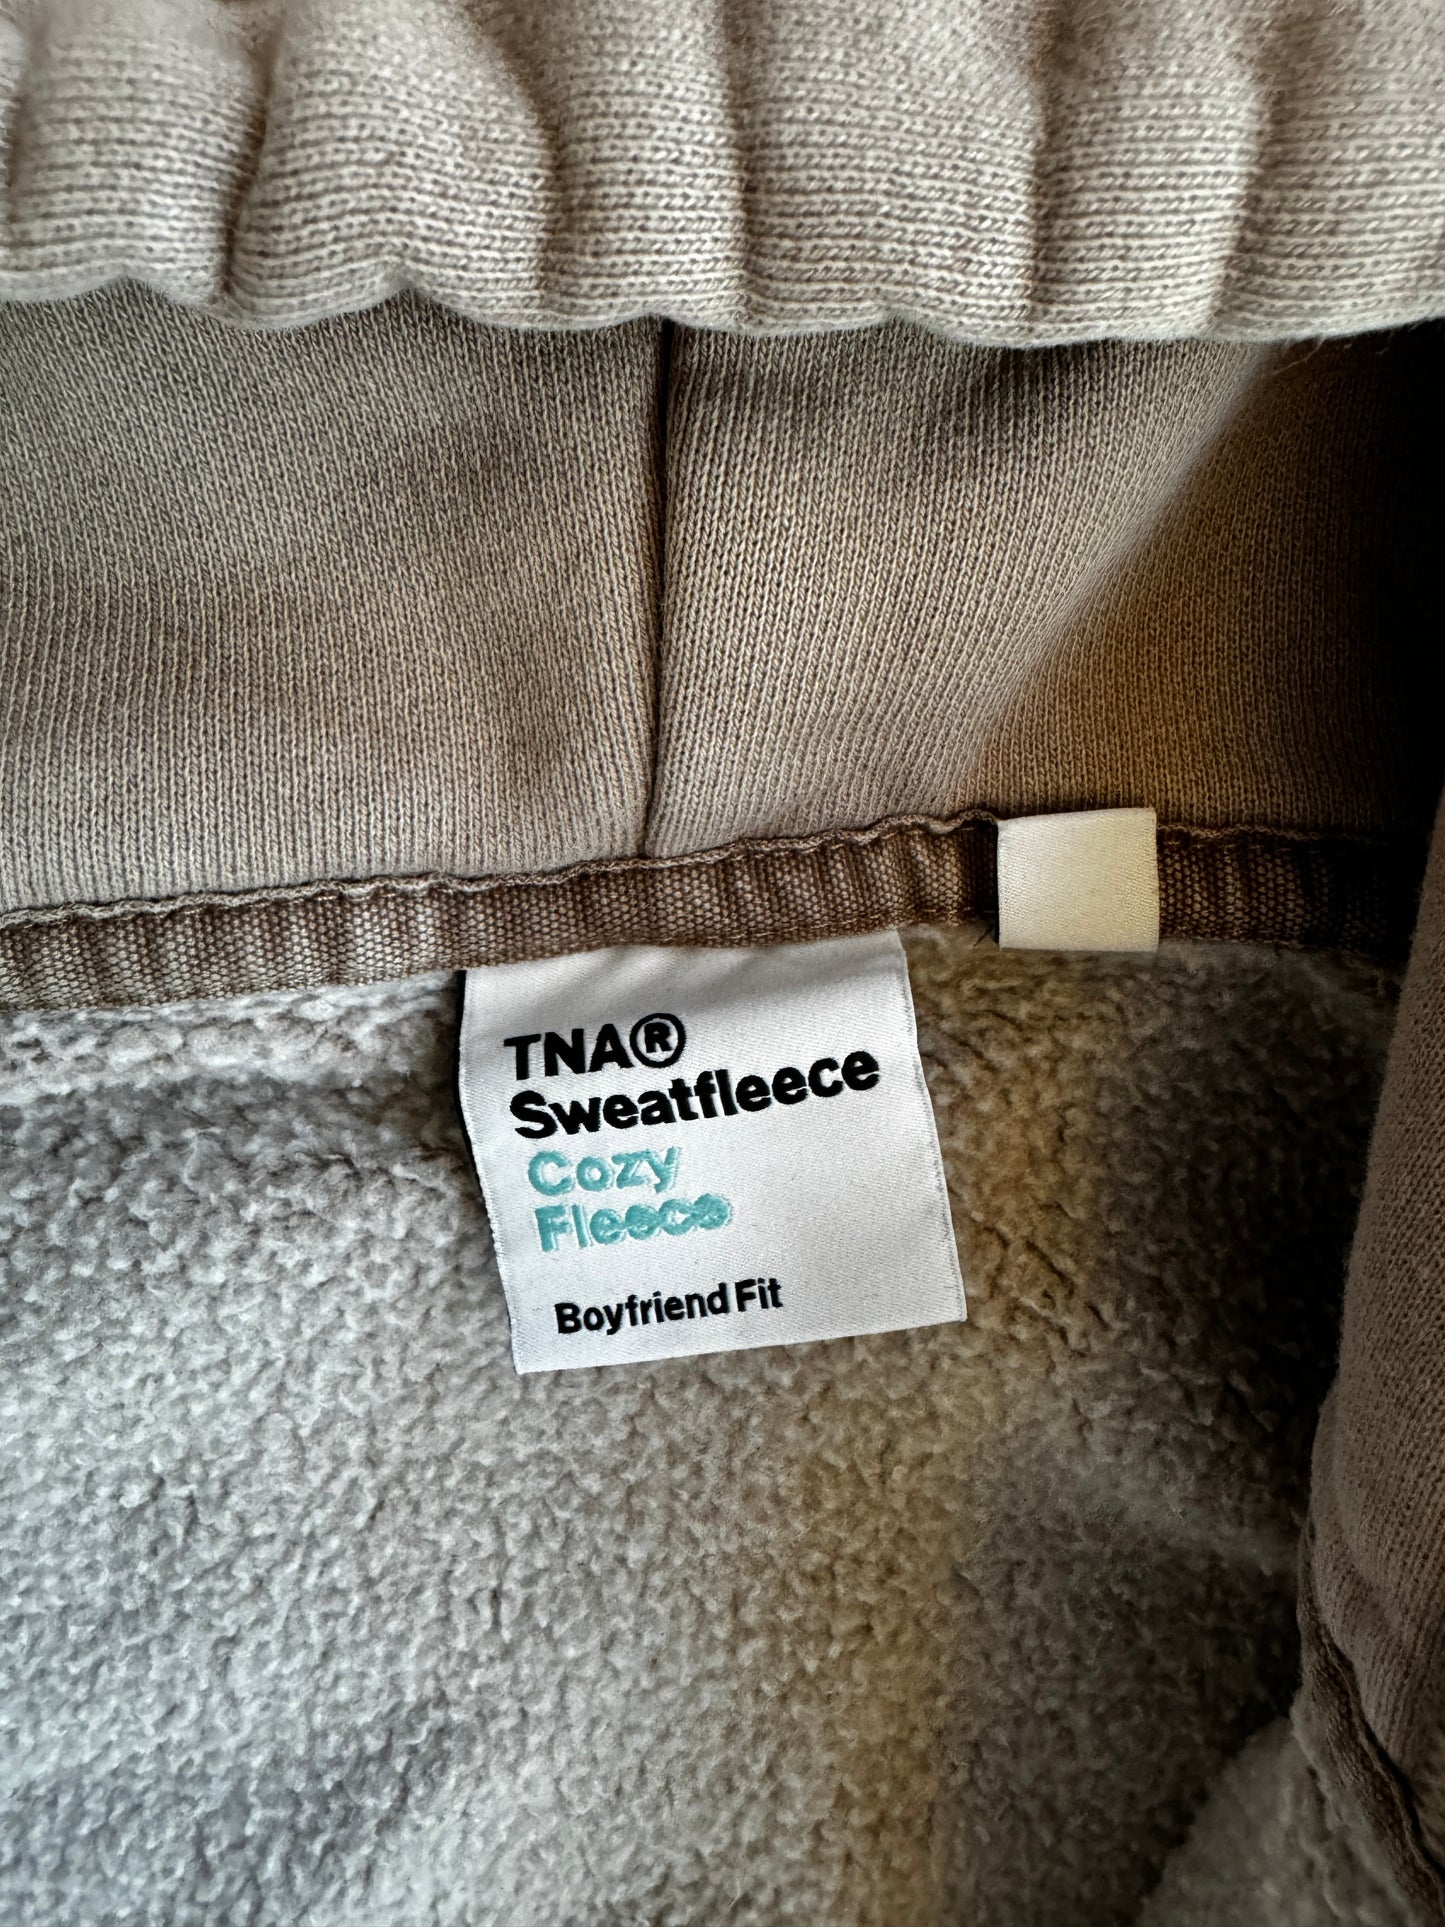 TNA®
Sweatfleece
Cozy
Fleece
Boyfriend Fit